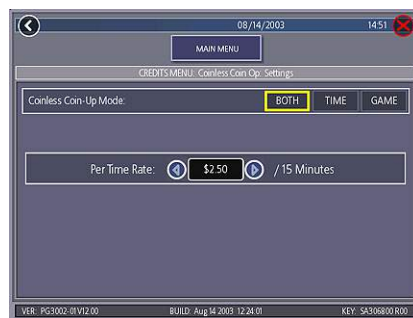 08/14/2003 14:51
MAIN MENU
CREDITS MENU: Coinless Coin Op: Settings
Coinless Coin-Up Mode: BOTH TIME GAME
Per Time Rate: $2.50 / 15 Minutes
VER: PG3002-01V12.00 BUILD: Aug 14 2003 12:24:01 KEY: SA306800 R00